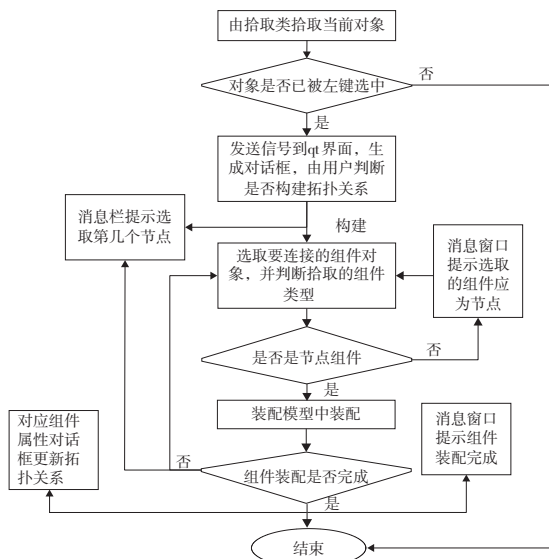 由拾取类拾取当前对象
否
对象是否已被左键选中
是
发送信号到qt界面，生
成对话框，由用户判断
是否构建拓扑关系
消息栏提示选
取第几个节点
构建
消息窗口
提示选取
的组件应
为节点
选取要连接的组件对
象，并判断拾取的组件
类型
是否是节点组件
否
是
装配模型中装配
对应组件
属性对话
框更新拓
扑关系
消息窗口
提示组件
装配完成
否
组件装配是否完成
是
结束